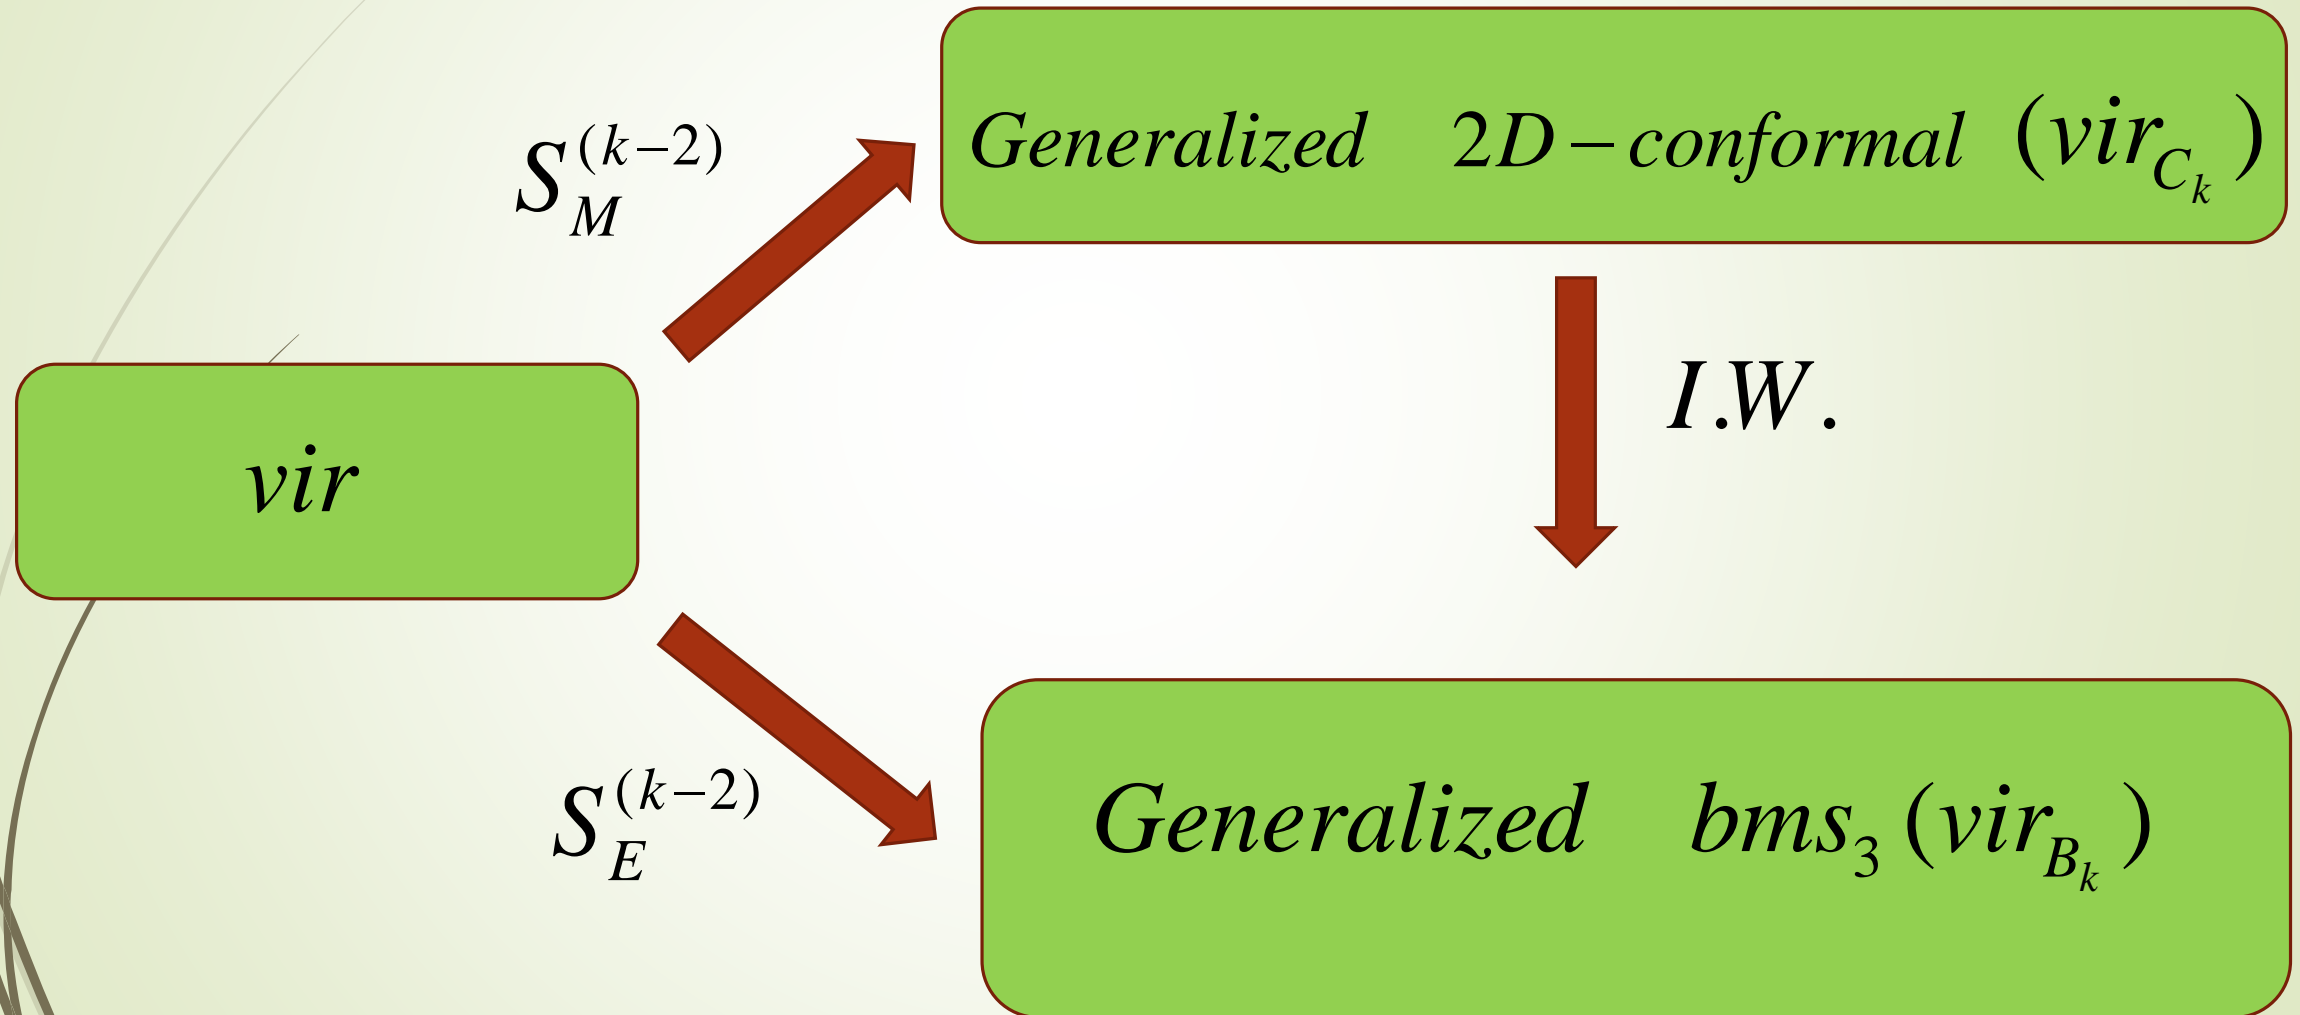 Generalized 2D–conformal (vir_{C_k})
S_M^{(k–2)}
I.W.
vir
S_E^{(k–2)}
Generalized bms_3 (vir_{B_k})